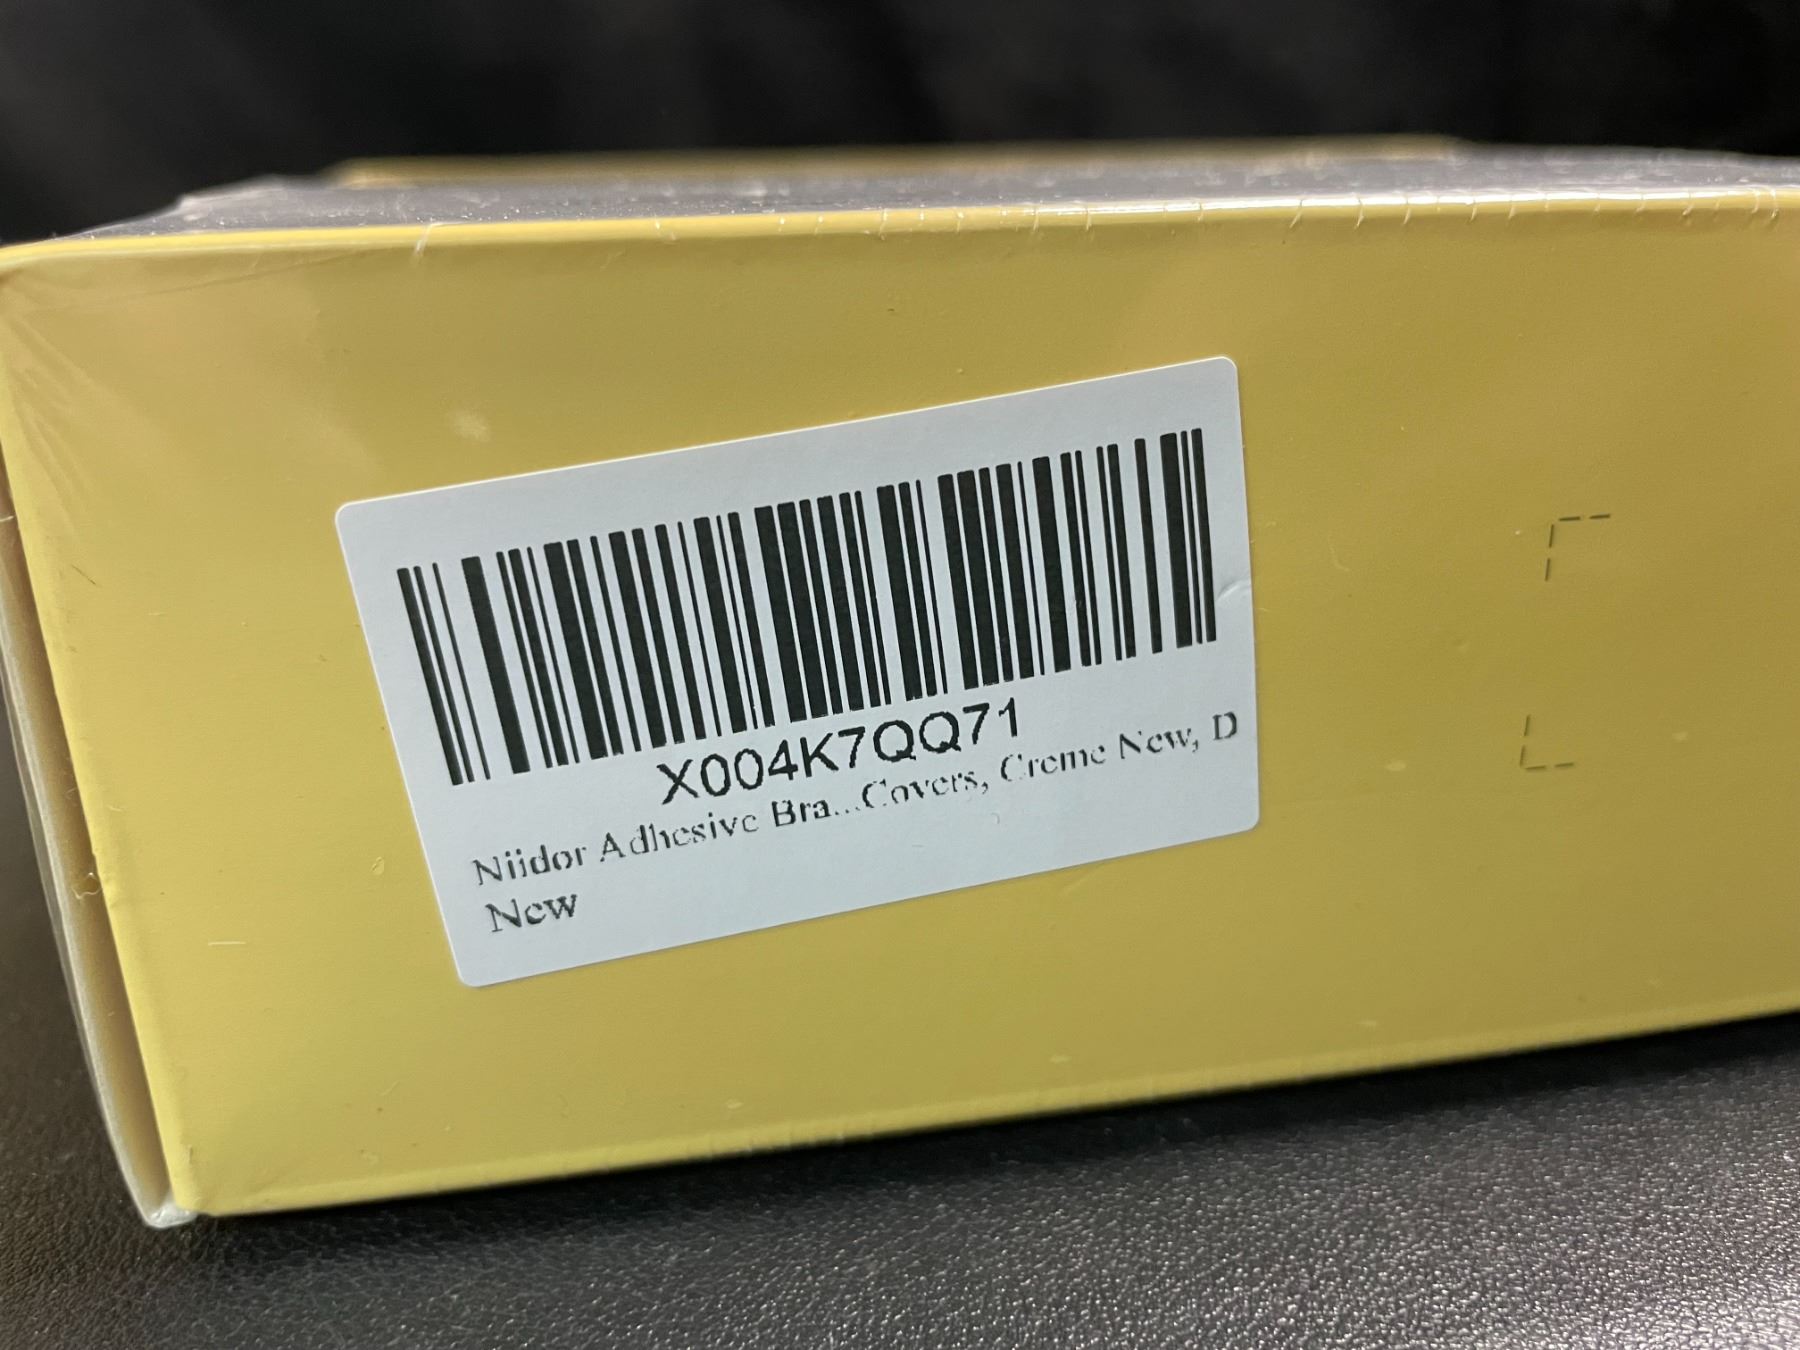 X004K7QQ71
Niidor Adhesive Bra...Covers, Creme New, D
New